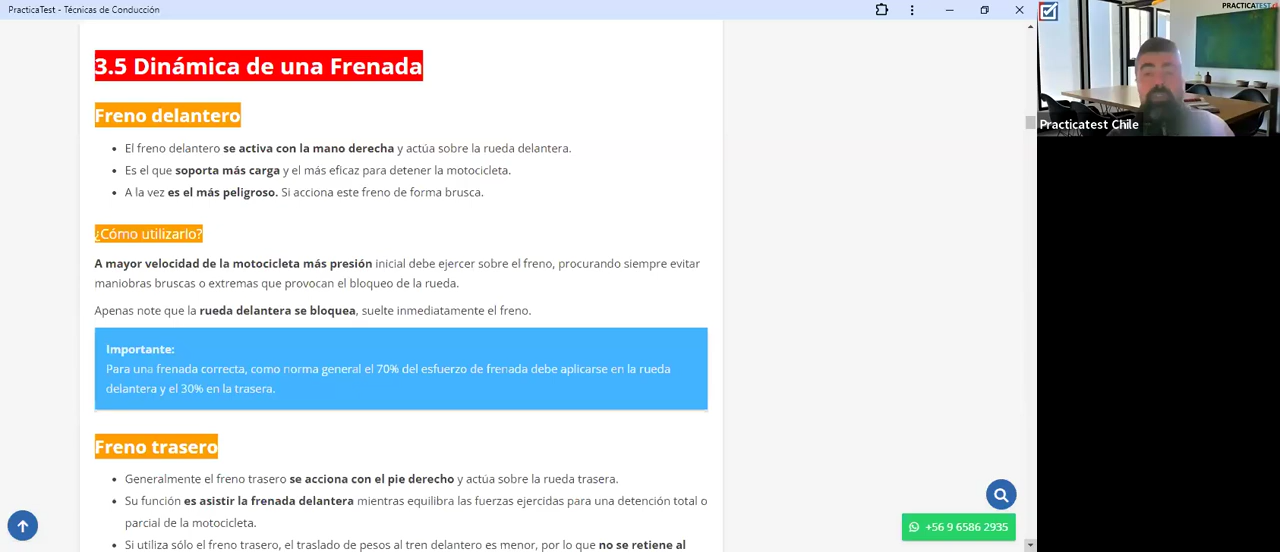 PracticaTest - Técnicas de Conducción
PRACTICATEST
3.5 Dinámica de una Frenada
Freno delantero
• El freno delantero se activa con la mano derecha y actúa sobre la rueda delantera.
• Es el que soporta más carga y el más eficaz para detener la motocicleta.
• A la vez es el más peligroso. Si acciona este freno de forma brusca.
¿Cómo utilizarlo?
A mayor velocidad de la motocicleta más presión inicial debe ejercer sobre el freno, procurando siempre evitar
maniobras bruscas o extremas que provocan el bloqueo de la rueda.
Apenas note que la rueda delantera se bloquea, suelte inmediatamente el freno.
Importante:
Para una frenada correcta, como norma general el 70% del esfuerzo de frenada debe aplicarse en la rueda
delantera y el 30% en la trasera.
Freno trasero
• Generalmente el freno trasero se acciona con el pie derecho y actúa sobre la rueda trasera.
• Su función es asistir la frenada delantera mientras equilibra las fuerzas ejercidas para una detención total o
parcial de la motocicleta.
• Si utiliza sólo el freno trasero, el traslado de pesos al tren delantero es menor, por lo que no se retiene al
+56 9 6586 2935
Practicatest Chile